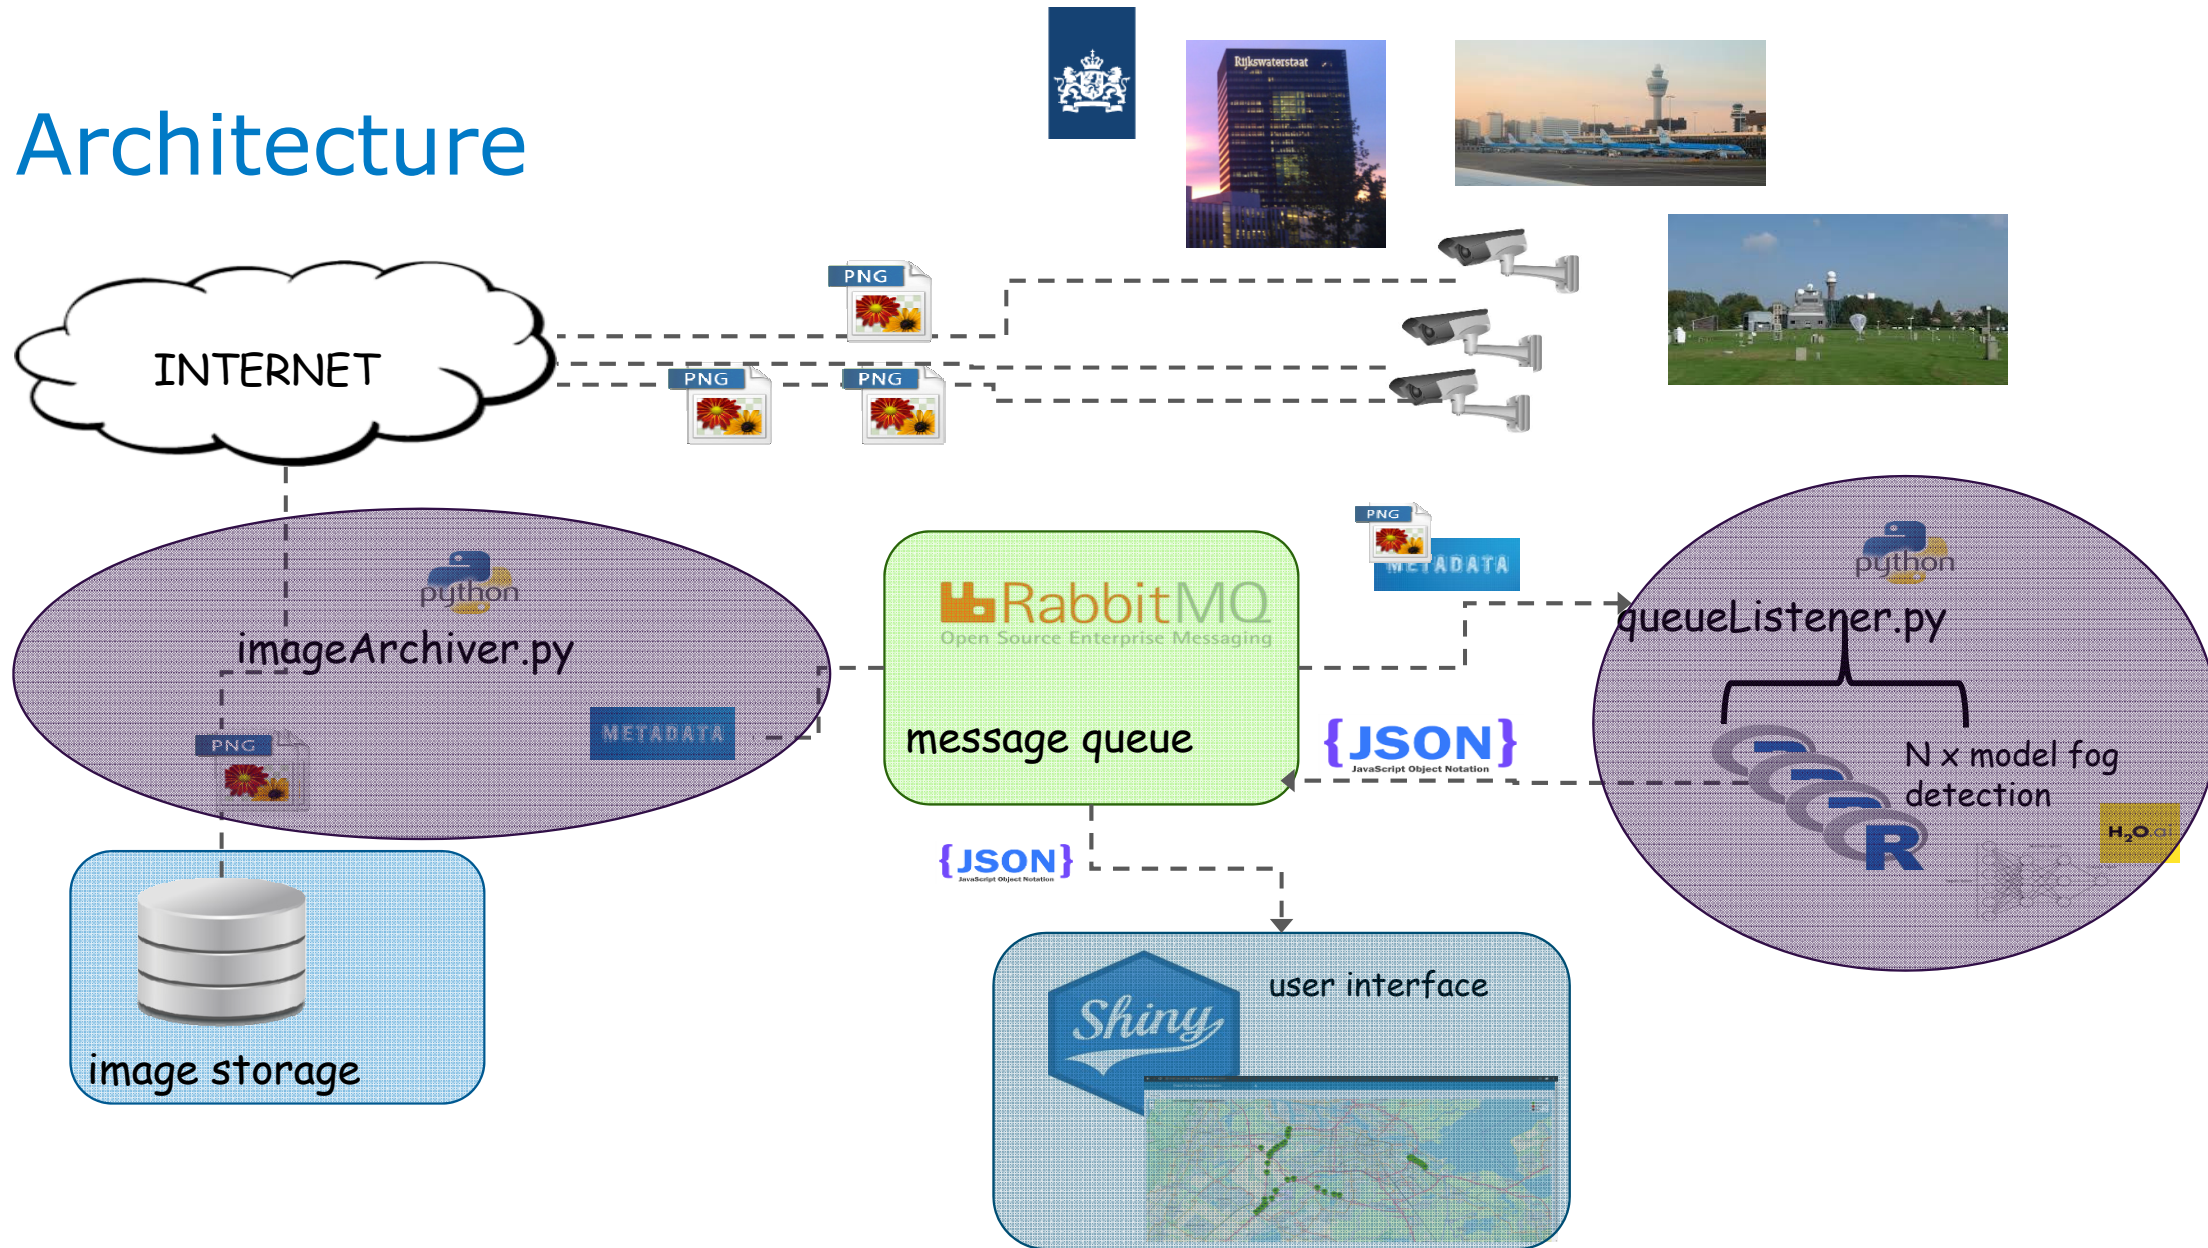 Architecture
Rijkswaterstaat
INTERNET
PNG
PNG
PNG
python
imageArchiver.py
PNG
METADATA
image storage
RabbitMQ
Open Source Enterprise Messaging
message queue
PNG
METADATA
{JSON}
JavaScript Object Notation
{JSON}
JavaScript Object Notation
python
queueListener.py
N x model fog
detection
R
H2O.ai
Shiny
user interface